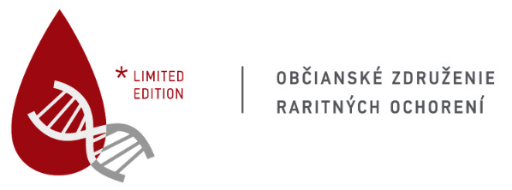 * LIMITED
EDITION
OBČIANSKÉ ZDRUŽENIE
RARITNÝCH OCHORENÍ